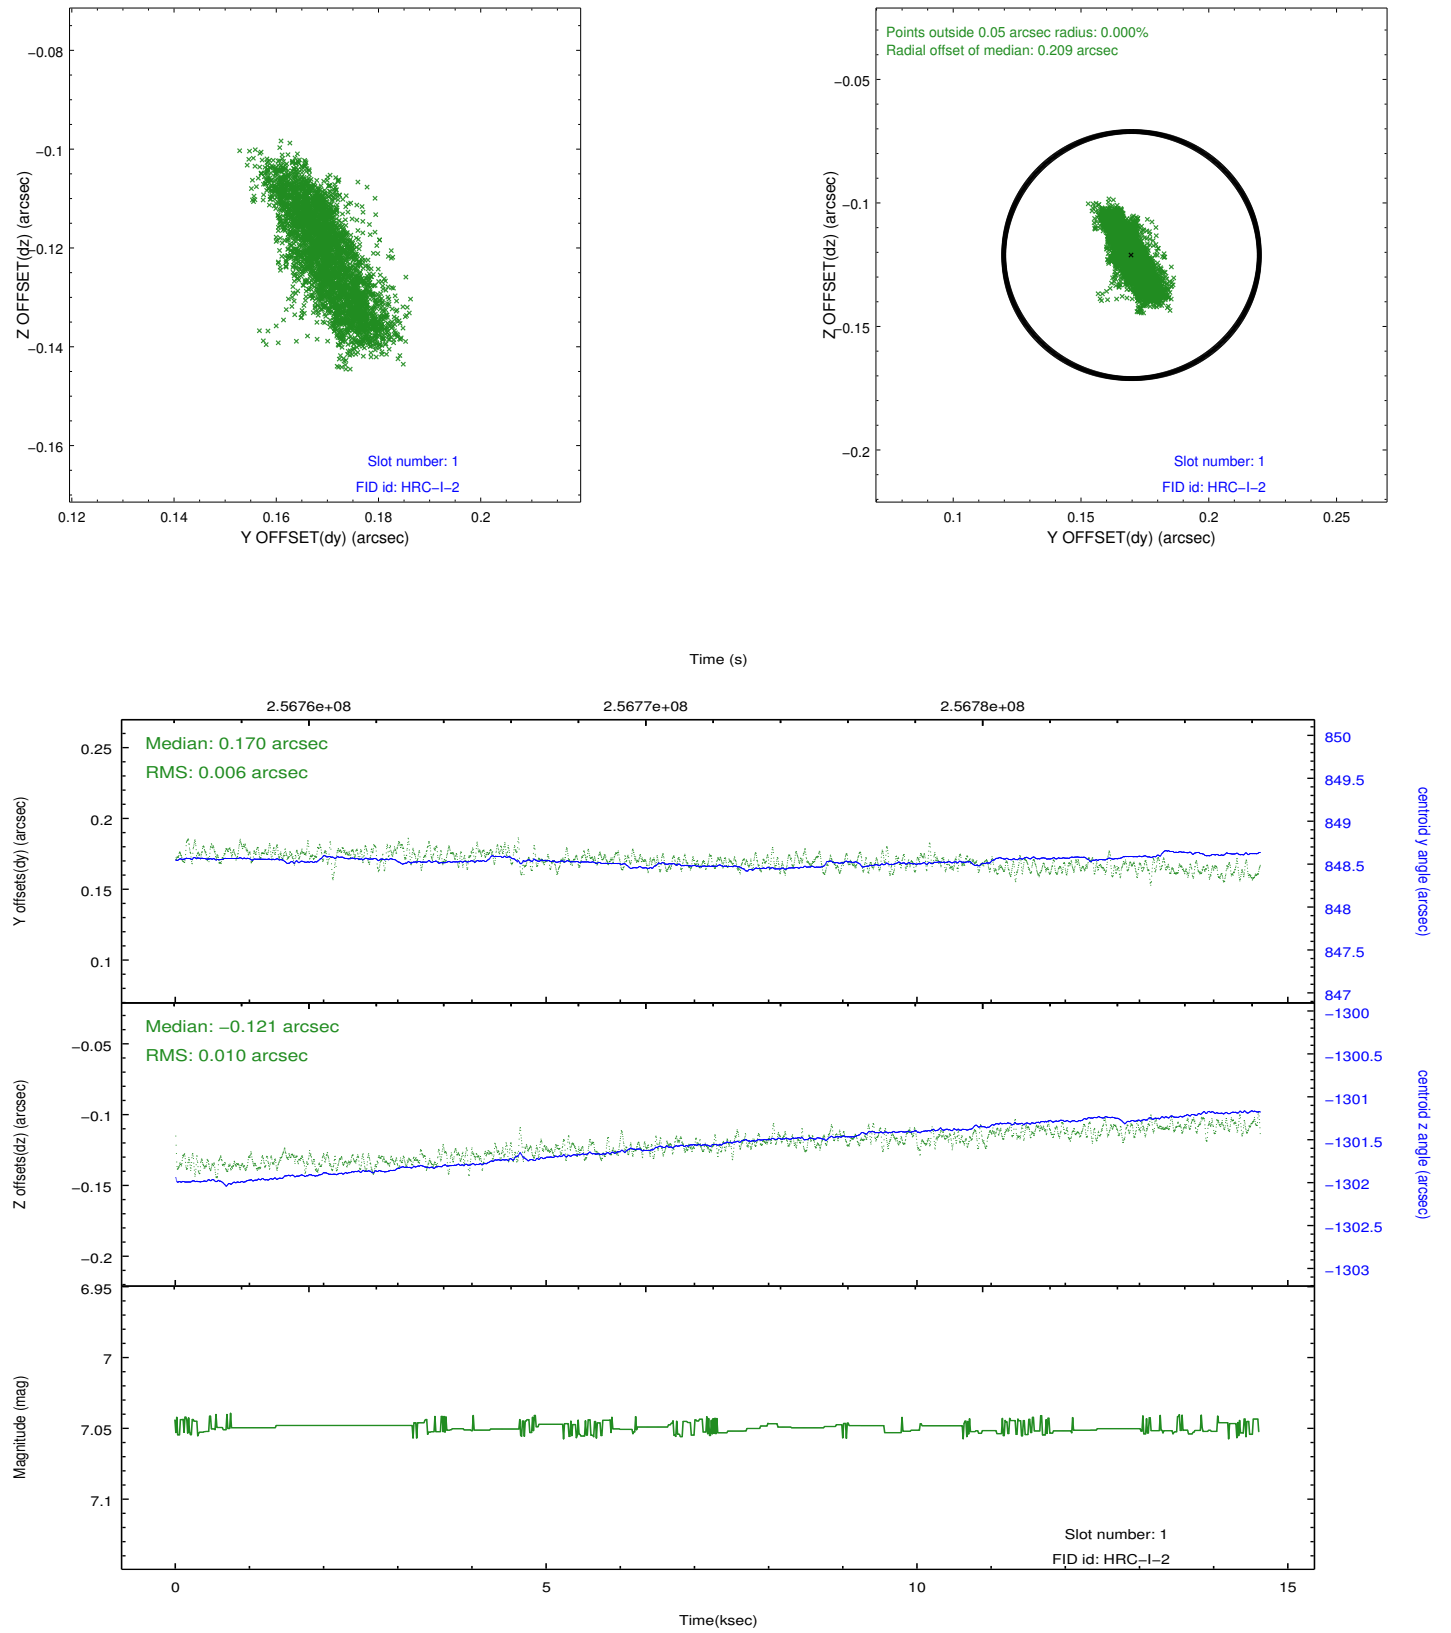 −0.08
−0.1
−0.12
−0.14
−0.16
Z OFFSET(dz) (arcsec)
Slot number: 1
FID id: HRC−I−2
0.12 0.14 0.16 0.18 0.2
Y OFFSET(dy) (arcsec)
Points outside 0.05 arcsec radius: 0.000%
Radial offset of median: 0.209 arcsec
−0.05
−0.1
−0.15
−0.2
Z OFFSET(dz) (arcsec)
Slot number: 1
FID id: HRC−I−2
0.1 0.15 0.2 0.25
Y OFFSET(dy) (arcsec)
Time (s)
2.5676e+08 2.5677e+08 2.5678e+08
Median: 0.170 arcsec
RMS: 0.006 arcsec
0.25
0.2
0.15
0.1
Y offsets(dy) (arcsec)
850
849.5
849
848.5
848
847.5
847
centroid y angle (arcsec)
Median: −0.121 arcsec
RMS: 0.010 arcsec
−0.05
−0.1
−0.15
−0.2
Z offsets(dz) (arcsec)
−1300
−1300.5
−1301
−1301.5
−1302
−1302.5
−1303
centroid z angle (arcsec)
6.95
7
7.05
7.1
Magnitude (mag)
Slot number: 1
FID id: HRC−I−2
0 5 10 15
Time(ksec)